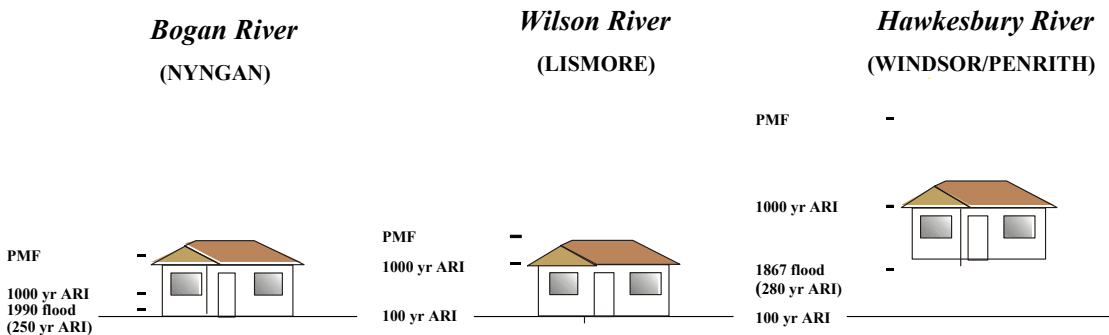 Bogan River
(NYNGAN)
PMF
1000 yr ARI
1990 flood
(250 yr ARI)
Wilson River
(LISMORE)
PMF
1000 yr ARI
100 yr ARI
Hawkesbury River
(WINDSOR/PENRITH)
PMF
1000 yr ARI
1867 flood
(280 yr ARI)
100 yr ARI